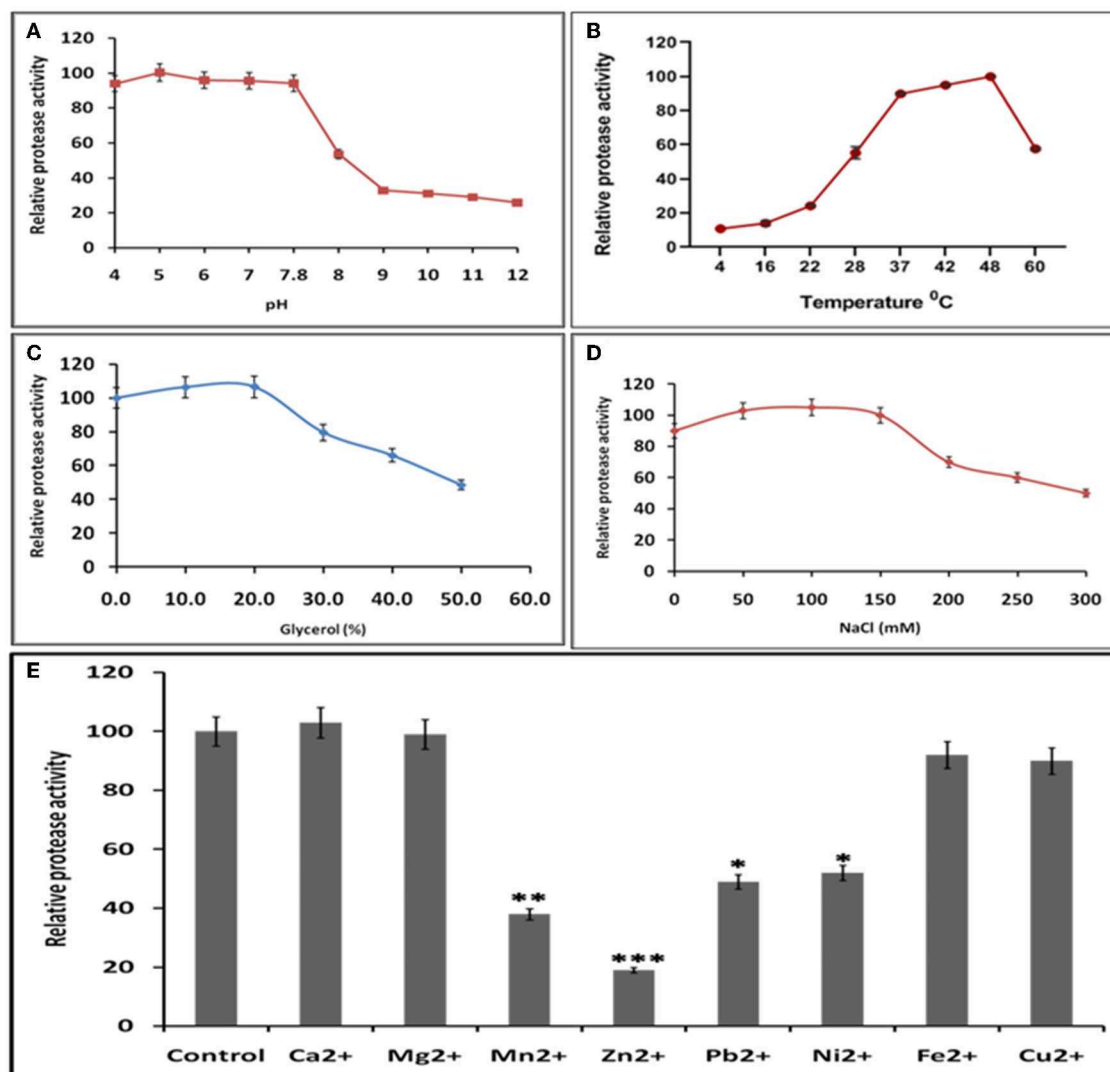 A
Relative protease activity
120
100
80
60
40
20
0
4 5 6 7 7.8 8 9 10 11 12
pH
B
Relative protease activity
120
100
80
60
40
20
0
4 16 22 28 37 42 48 60
Temperature ⁰C
C
Relative protease activity
120
100
80
60
40
20
0
0.0 10.0 20.0 30.0 40.0 50.0 60.0
Glycerol (%)
D
Relative protease activity
120
100
80
60
40
20
0
0 50 100 150 200 250 300
NaCl (mM)
E
Relative protease activity
120
100
80
60
40
20
0
** *** * *
Control Ca2+ Mg2+ Mn2+ Zn2+ Pb2+ Ni2+ Fe2+ Cu2+